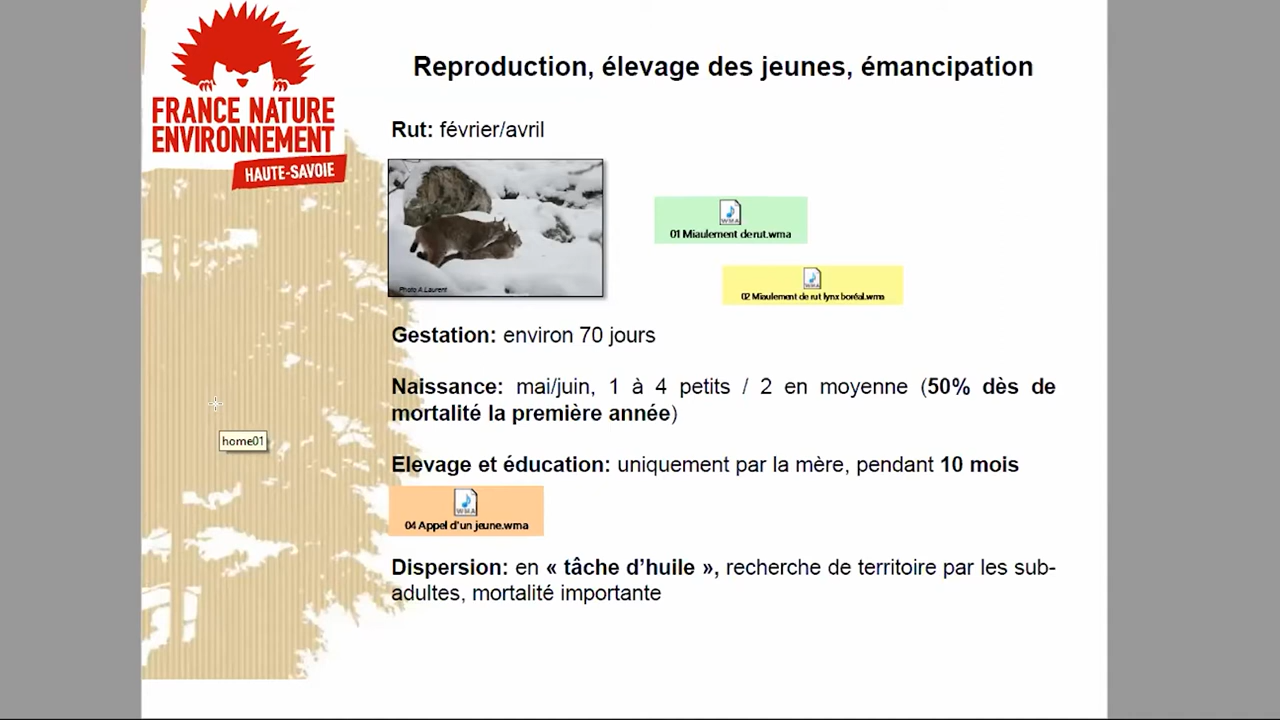 FRANCE NATURE
ENVIRONNEMENT
HAUTE-SAVOIE
Reproduction, élevage des jeunes, émancipation
Rut: février/avril
Photo A.Laurent
WMA
01 Miaulement de rut.wma
WMA
02 Miaulement de rut lynx boréal.wma
Gestation: environ 70 jours
Naissance: mai/juin, 1 à 4 petits / 2 en moyenne (50% dès de
mortalité la première année)
home01
Elevage et éducation: uniquement par la mère, pendant 10 mois
WMA
04 Appel d'un jeune.wma
Dispersion: en « tâche d'huile », recherche de territoire par les sub-
adultes, mortalité importante